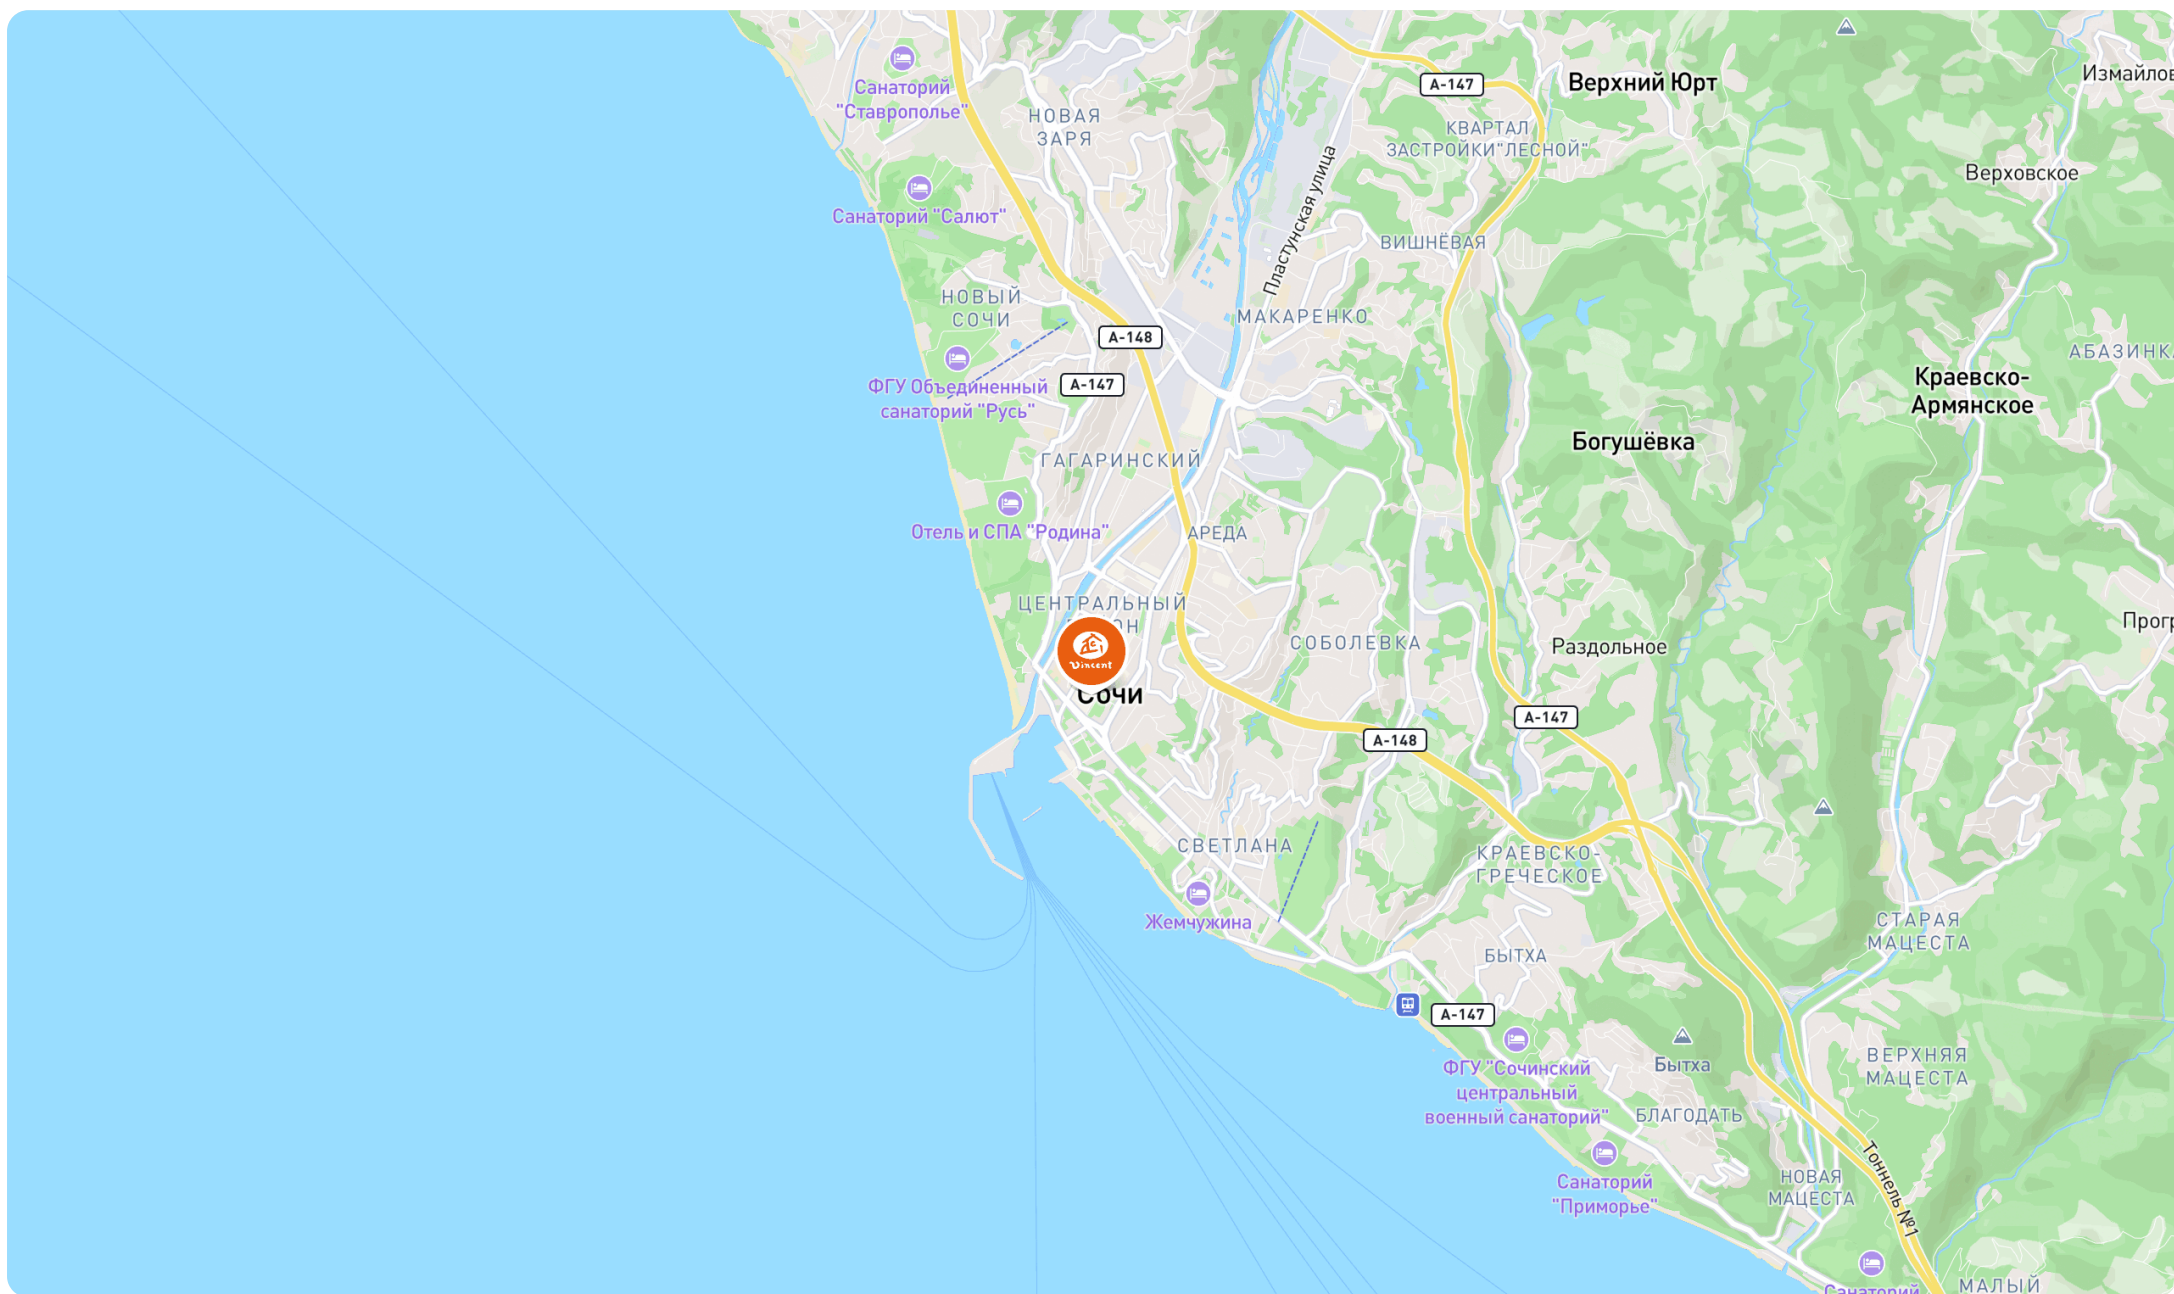 Санаторий
"Ставрополье"
НОВАЯ
ЗАРЯ
А-147
Верхний Юрт
КВАРТАЛ
ЗАСТРОЙКИ"ЛЕСНОЙ"
Верховское
Санаторий "Салют"
Пластунская улица
ВИШНЁВАЯ
НОВЫЙ
СОЧИ
МАКАРЕНКО
А-148
А-147
ФГУ Объединенный
санаторий "Русь"
Краевско-
Армянское
Богушёвка
ГАГАРИНСКИЙ
Отель и СПА "Родина"
АРЕДА
ЦЕНТРАЛЬНЫЙ
Vincent
Сочи
СОБОЛЕВКА
Раздольное
А-147
А-148
СВЕТЛАНА
КРАЕВСКО-
ГРЕЧЕСКОЕ
Жемчужина
СТАРАЯ
МАЦЕСТА
БЫТХА
А-147
ФГУ "Сочинский
центральный
военный санаторий"
Бытха
ВЕРХНЯЯ
МАЦЕСТА
БЛАГОДАТЬ
Санаторий
"Приморье"
НОВАЯ
МАЦЕСТА
Тоннель №1
Санаторий
МАЛЫЙ